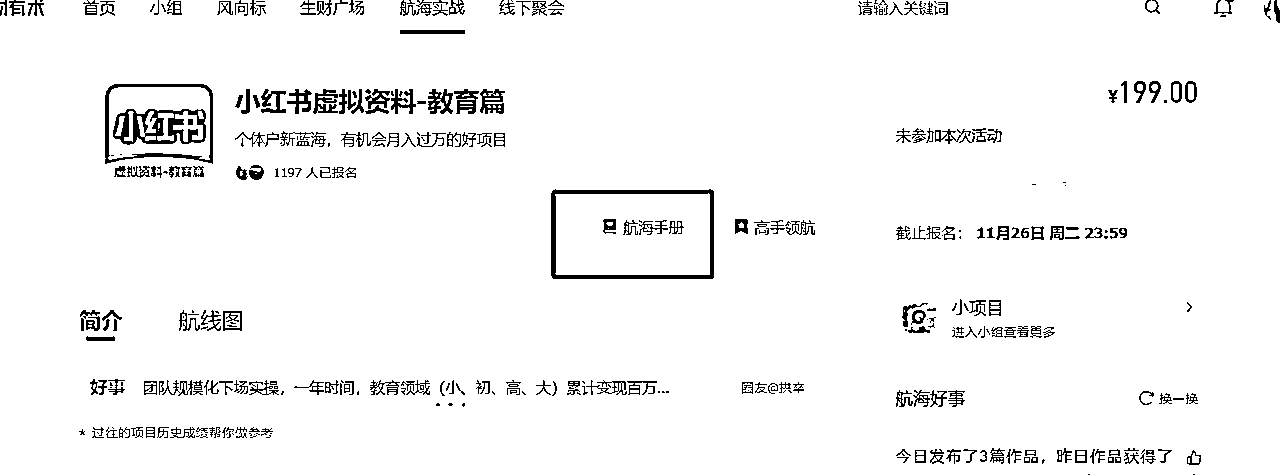 有术 首页 小组 风向标 生财广场 航海实战 线下聚会 请输入关键词
小红书
虚拟资料-教育篇
小红书虚拟资料-教育篇
个体户新蓝海，有机会月入过万的好项目
1197 人已报名
¥199.00
未参加本次活动
航海手册 高手领航
截止报名： 11月26日 周二 23:59
简介 航线图
小项目
进入小组查看更多
好事 团队规模化下场实操，一年时间，教育领域（小、初、高、大）累计变现百万... 圈友@拱卒
航海好事 换一换
* 过往的项目历史成绩帮你做参考
今日发布了3篇作品，昨日作品获得了